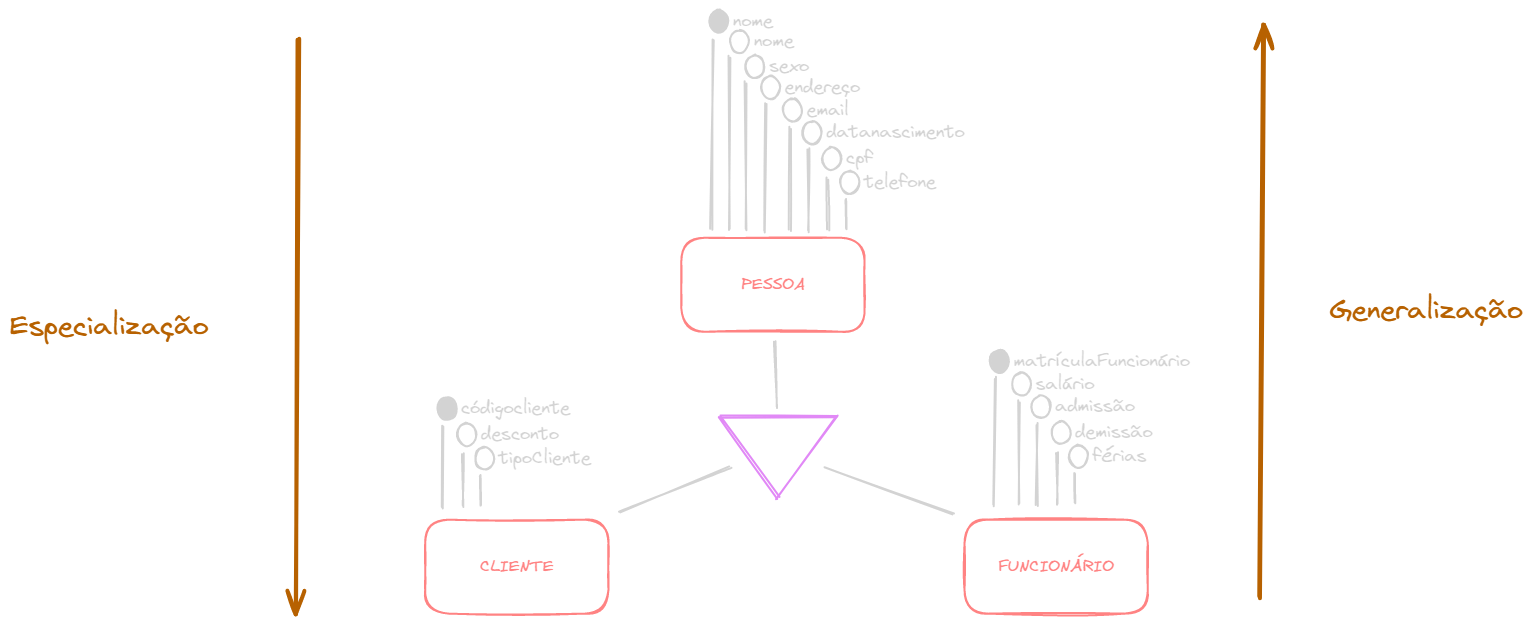 nome
nome
sexo
endereço
email
datanascimento
cpf
telefone
PESSOA
Especialização
Generalização
códigocliente
desconto
tipoCliente
matrículaFuncionário
salário
admissão
demissão
férias
CLIENTE
FUNCIONÁRIO